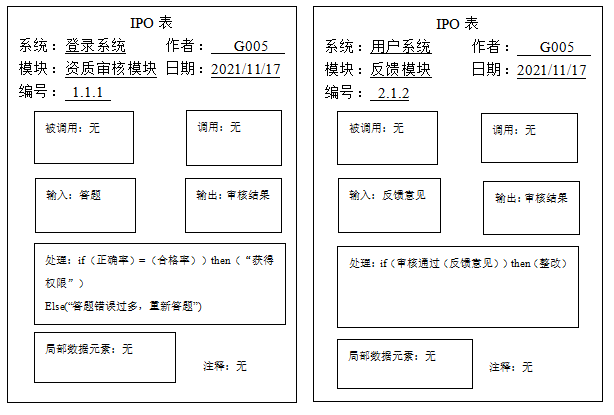 IPO 表
系统：登录系统 作者： G005
模块：资质审核模块 日期：2021/11/17
编号： 1.1.1
被调用：无
调用：无
输入：答题
输出：审核结果
处理：if（正确率）=（合格率））then（“获得
权限”）
Else(“答题错误过多，重新答题”)
局部数据元素：无
注释：无
IPO 表
系统：用户系统 作者： G005
模块：反馈模块 日期：2021/11/17
编号： 2.1.2
被调用：无
调用：无
输入：反馈意见
输出：审核结果
处理：if（审核通过（反馈意见））then（整改）
局部数据元素：无
注释：无